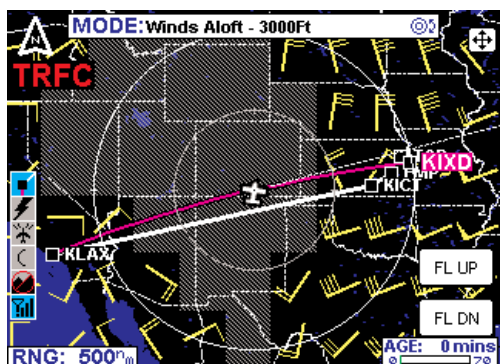 MODE: Winds Aloft - 3000Ft
TRFC
KIXD
KICT
KLAX
FL UP
FL DN
RNG: 500nm
AGE: 0 mins